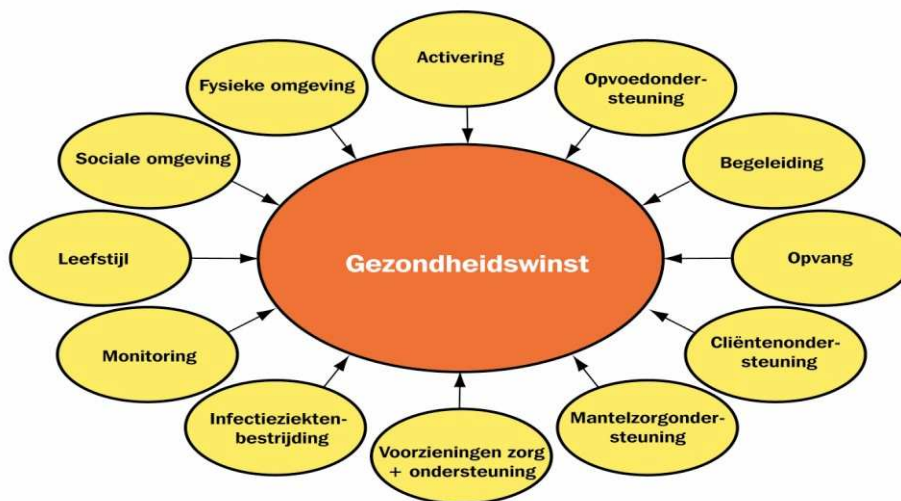 Activering
Opvoedonder-
steuning
Begeleiding
Opvang
Cliëntenonder-
steuning
Mantelzorgonder-
steuning
Voorzieningen zorg
+ ondersteuning
Infectieziekten-
bestrijding
Monitoring
Leefstijl
Sociale omgeving
Fysieke omgeving
Gezondheidswinst